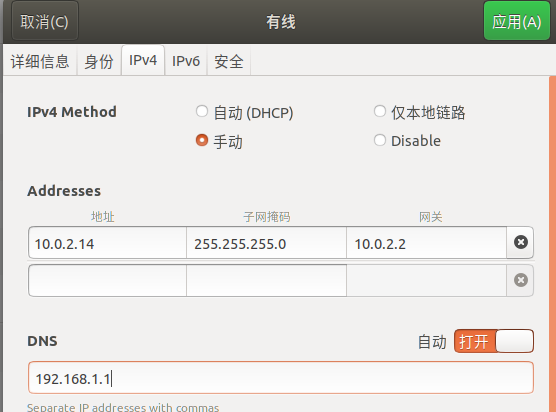 取消(C) 有线 应用(A)
详细信息 身份 IPv4 IPv6 安全
IPv4 Method 自动 (DHCP) 仅本地链路
手动 Disable
Addresses
地址 子网掩码 网关
10.0.2.14 255.255.255.0 10.0.2.2
DNS 自动 打开
192.168.1.1
Separate IP addresses with commas